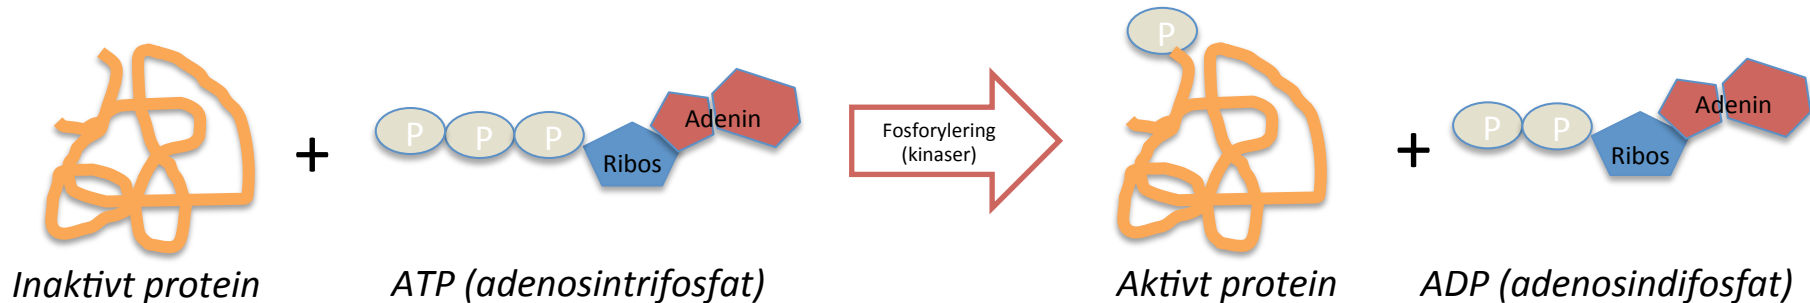 P
P P P
Adenin
Ribos
+
Fosforylering
(kinaser)
+
P P
Adenin
Ribos
Inaktivt protein
ATP (adenosintrifosfat)
Aktivt protein
ADP (adenosindifosfat)